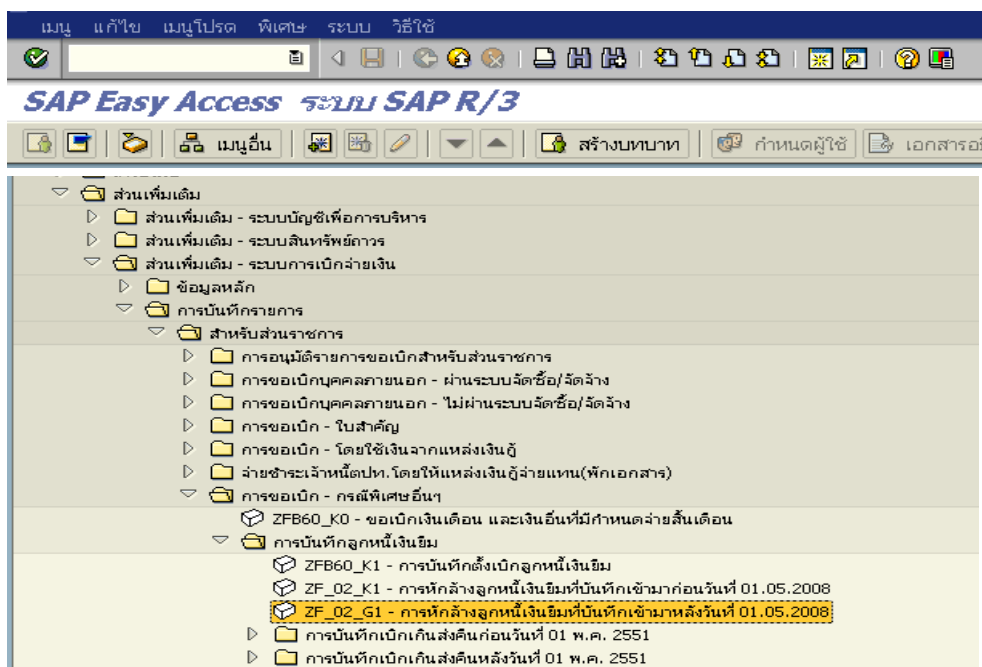 เมนู แก้ไข เมนูโปรด พิเศษ ระบบ วิธีใช้
SAP Easy Access ระบบ SAP R/3
เมนูอื่น สร้างบทบาท กำหนดผู้ใช้
ส่วนเพิ่มเติม
ส่วนเพิ่มเติม - ระบบบัญชีเพื่อการบริหาร
ส่วนเพิ่มเติม - ระบบสินทรัพย์ถาวร
ส่วนเพิ่มเติม - ระบบการเบิกจ่ายเงิน
ข้อมูลหลัก
การบันทึกรายการ
สำหรับส่วนราชการ
การอนุมัติรายการขอเบิกสำหรับส่วนราชการ
การขอเบิกบุคคลภายนอก - ผ่านระบบจัดซื้อ/จัดจ้าง
การขอเบิกบุคคลภายนอก - ไม่ผ่านระบบจัดซื้อ/จัดจ้าง
การขอเบิก - ใบสำคัญ
การขอเบิก - โดยใช้เงินจากแหล่งเงินกู้
จ่ายชำระเจ้าหนี้ตปท.โดยให้แหล่งเงินกู้จ่ายแทน(พักเอกสาร)
การขอเบิก - กรณีพิเศษอื่นๆ
ZFB60_K0 - ขอเบิกเงินเดือน และเงินอื่นที่มีกำหนดจ่ายสิ้นเดือน
การบันทึกลูกหนี้เงินยืม
ZFB60_K1 - การบันทึกตั้งเบิกลูกหนี้เงินยืม
ZF_02_K1 - การหักล้างลูกหนี้เงินยืมที่บันทึกเข้ามาก่อนวันที่ 01.05.2008
ZF_02_G1 - การหักล้างลูกหนี้เงินยืมที่บันทึกเข้ามาหลังวันที่ 01.05.2008
การบันทึกเบิกเกินส่งคืนก่อนวันที่ 01 พ.ค. 2551
การบันทึกเบิกเกินส่งคืนหลังวันที่ 01 พ.ค. 2551